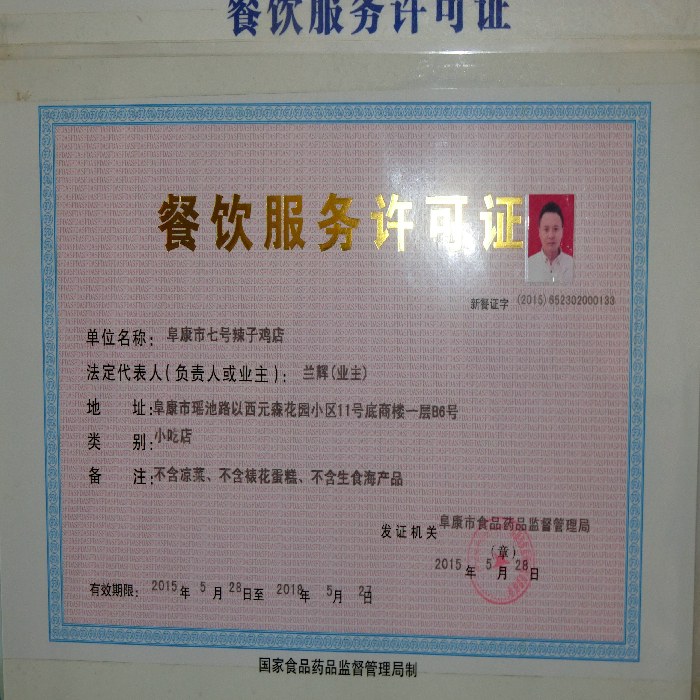 餐饮服务许可证
餐饮服务许可证
新餐证字 (2015)652302000133
单位名称: 阜康市七号辣子鸡店
法定代表人(负责人或业主): 兰辉(业主)
地 址:阜康市瑶池路以西元森花园小区11号底商楼一层B6号
类 别:小吃店
备 注:不含凉菜、不含裱花蛋糕、不含生食海产品
发证机关 阜康市食品药品监督管理局
(章)
2015 年 5 月 28 日
有效期限: 2015 年 5 月 28 日至 2018 年 5 月 27 日
国家食品药品监督管理局制